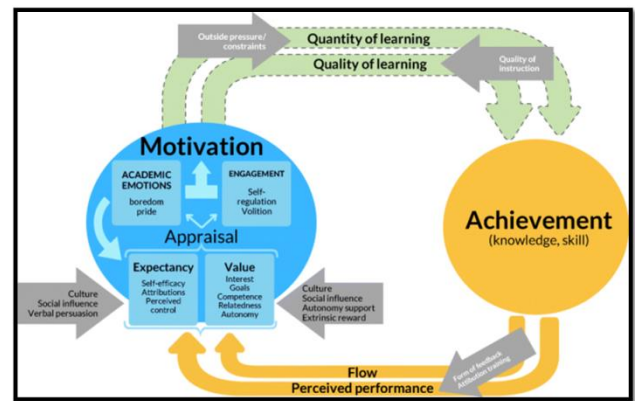 Outside pressure/
constraints
Quantity of learning
Quality of learning
Quality of
instruction
Motivation
ACADEMIC
EMOTIONS
boredom
pride
ENGAGEMENT
Self-
regulation
Volition
Appraisal
Expectancy
Self-efficacy
Attributions
Perceived
control
Value
Interest
Goals
Competence
Relatedness
Autonomy
Culture
Social influence
Verbal persuasion
Culture
Social influence
Autonomy support
Extrinsic reward
Achievement
(knowledge, skill)
Form of feedback
Attribution training
Flow
Perceived performance